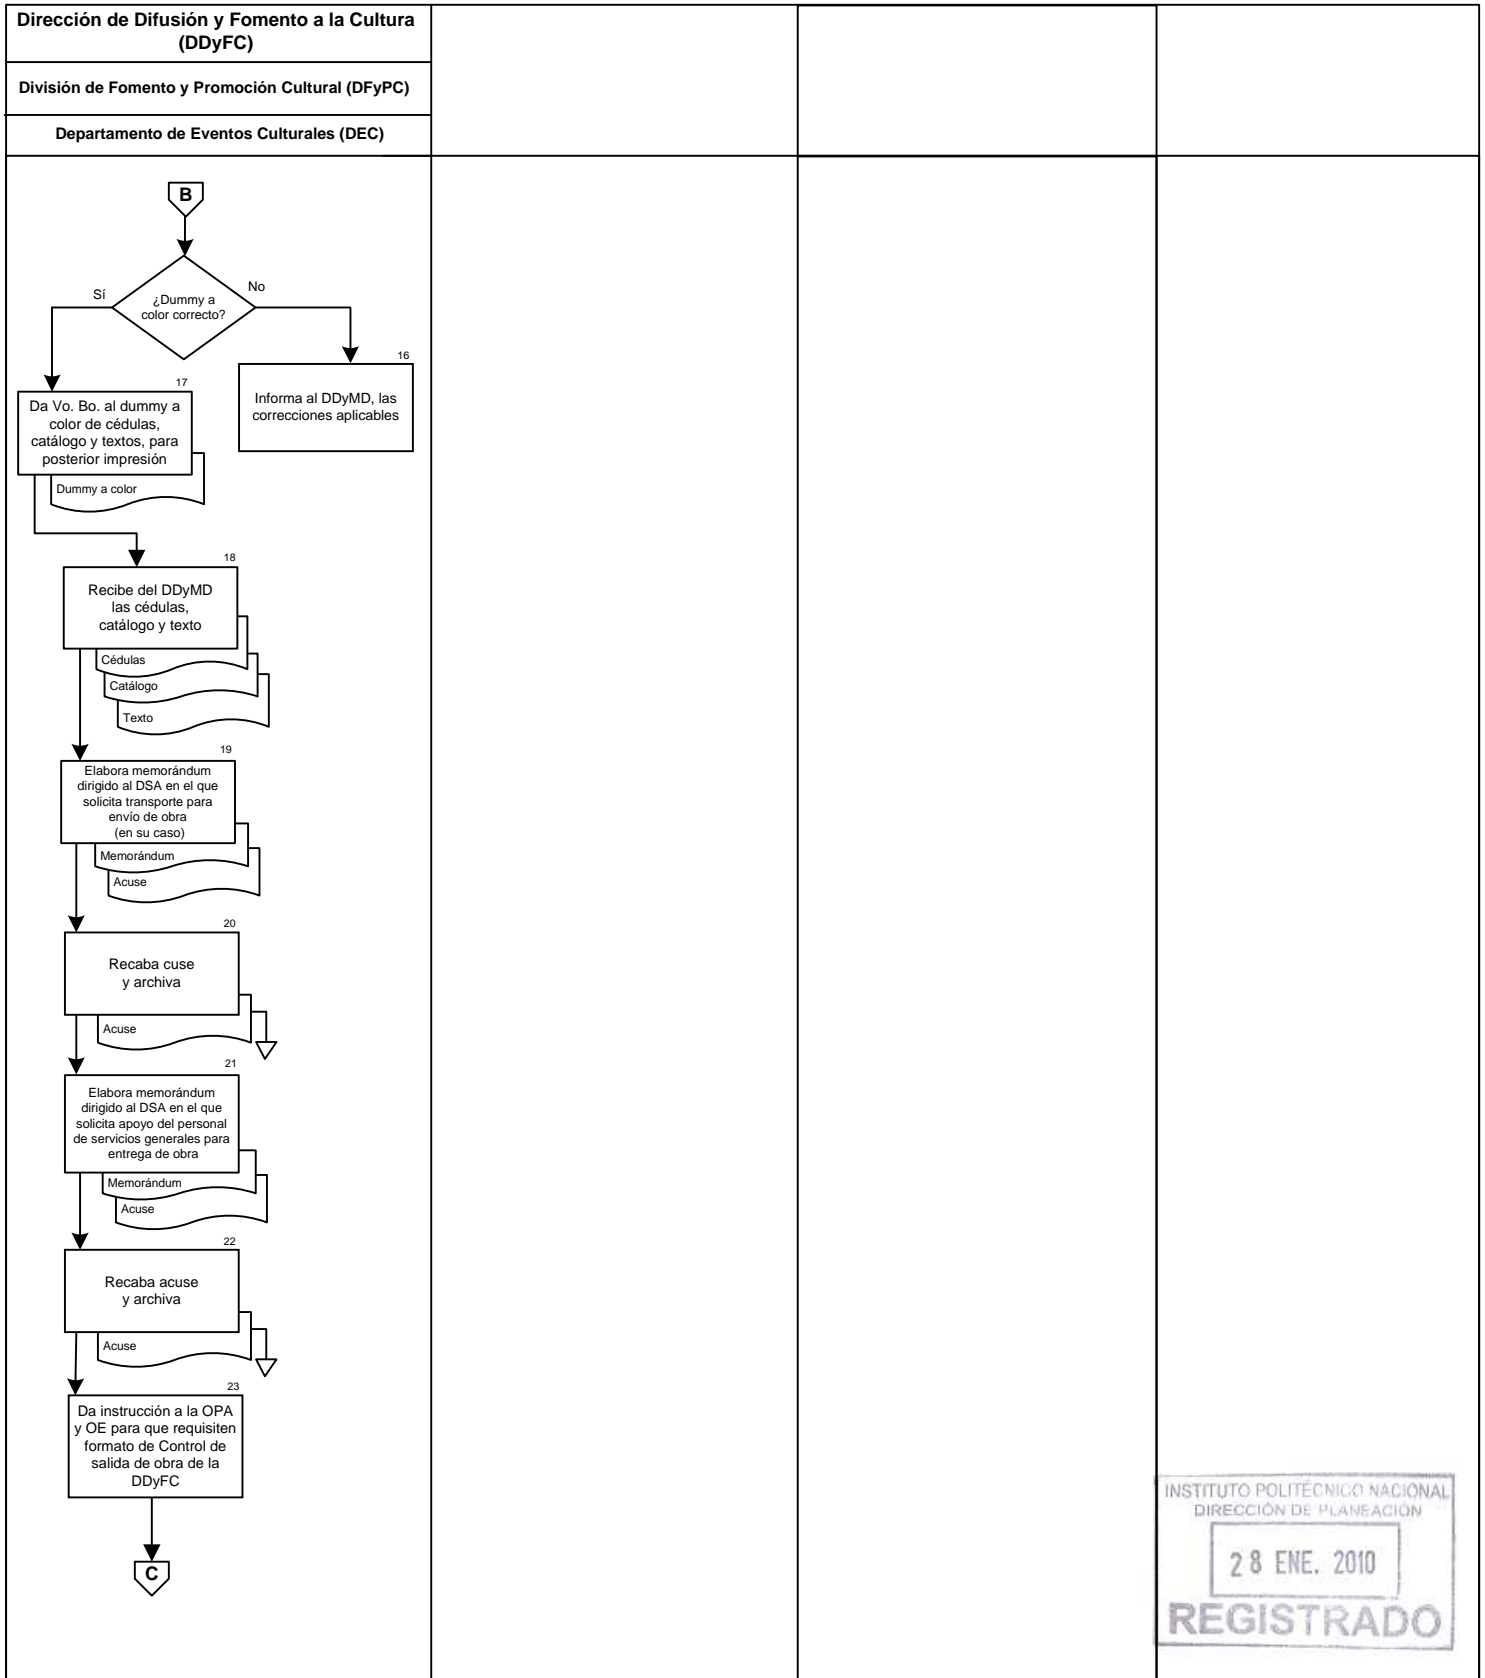 Dirección de Difusión y Fomento a la Cultura
(DDyFC)
División de Fomento y Promoción Cultural (DFyPC)
Departamento de Eventos Culturales (DEC)
B
¿Dummy a
color correcto?
Sí
No
16
Informa al DDyMD, las
correcciones aplicables
17
Da Vo. Bo. al dummy a
color de cédulas,
catálogo y textos, para
posterior impresión
Dummy a color
18
Recibe del DDyMD
las cédulas,
catálogo y texto
Cédulas
Catálogo
Texto
19
Elabora memorándum
dirigido al DSA en el que
solicita transporte para
envío de obra
(en su caso)
Memorándum
Acuse
20
Recaba cuse
y archiva
Acuse
21
Elabora memorándum
dirigido al DSA en el que
solicita apoyo del personal
de servicios generales para
entrega de obra
Memorándum
Acuse
22
Recaba acuse
y archiva
Acuse
23
Da instrucción a la OPA
y OE para que requisiten
formato de Control de
salida de obra de la
DDyFC
C
INSTITUTO POLITÉCNICO NACIONAL
DIRECCIÓN DE PLANEACIÓN
28 ENE. 2010
REGISTRADO